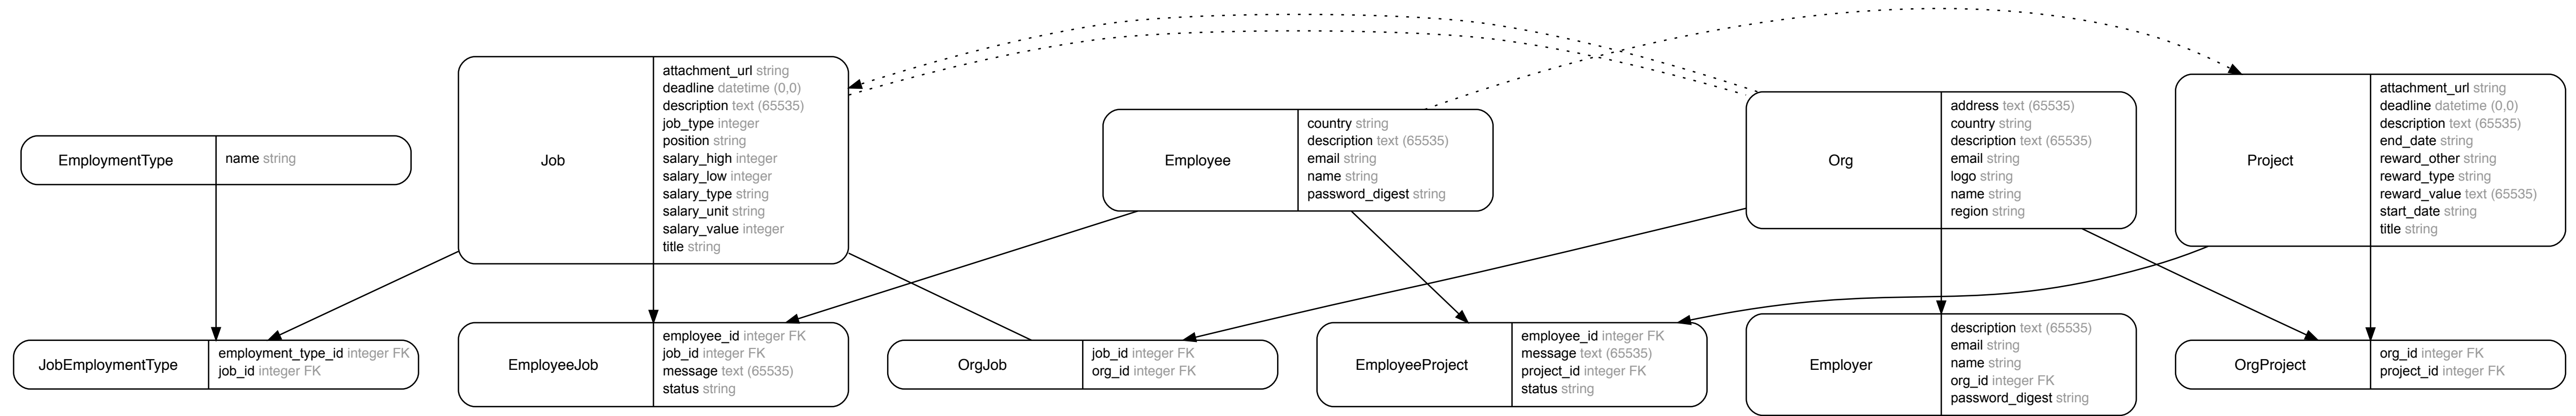 EmploymentType
name string
Job
attachment_url string
deadline datetime (0,0)
description text (65535)
job_type integer
position string
salary_high integer
salary_low integer
salary_type string
salary_unit string
salary_value integer
title string
Employee
country string
description text (65535)
email string
name string
password_digest string
Org
address text (65535)
country string
description text (65535)
email string
logo string
name string
region string
Project
attachment_url string
deadline datetime (0,0)
description text (65535)
end_date string
reward_other string
reward_type string
reward_value text (65535)
start_date string
title string
JobEmploymentType
employment_type_id integer FK
job_id integer FK
EmployeeJob
employee_id integer FK
job_id integer FK
message text (65535)
status string
OrgJob
job_id integer FK
org_id integer FK
EmployeeProject
employee_id integer FK
message text (65535)
project_id integer FK
status string
Employer
description text (65535)
email string
name string
org_id integer FK
password_digest string
OrgProject
org_id integer FK
project_id integer FK